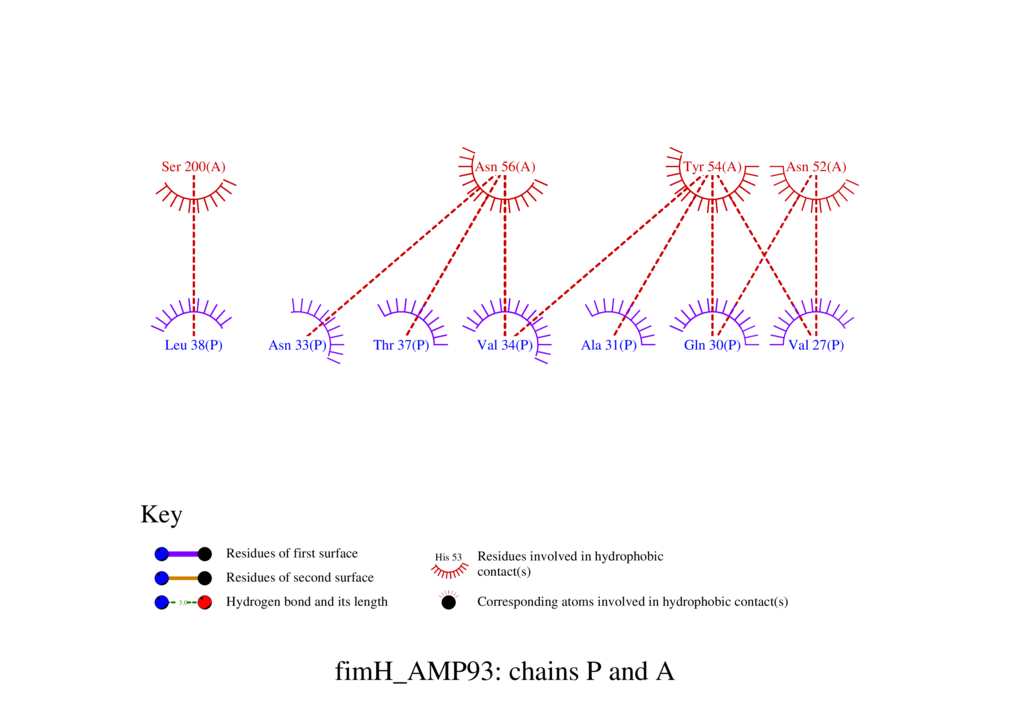 Ser 200(A) Asn 56(A) Tyr 54(A) Asn 52(A)
Leu 38(P) Asn 33(P) Thr 37(P) Val 34(P) Ala 31(P) Gln 30(P) Val 27(P)
Key
Residues of first surface
Residues of second surface
3.0
Hydrogen bond and its length
His 53
Residues involved in hydrophobic
contact(s)
Corresponding atoms involved in hydrophobic contact(s)
fimH_AMP93: chains P and A